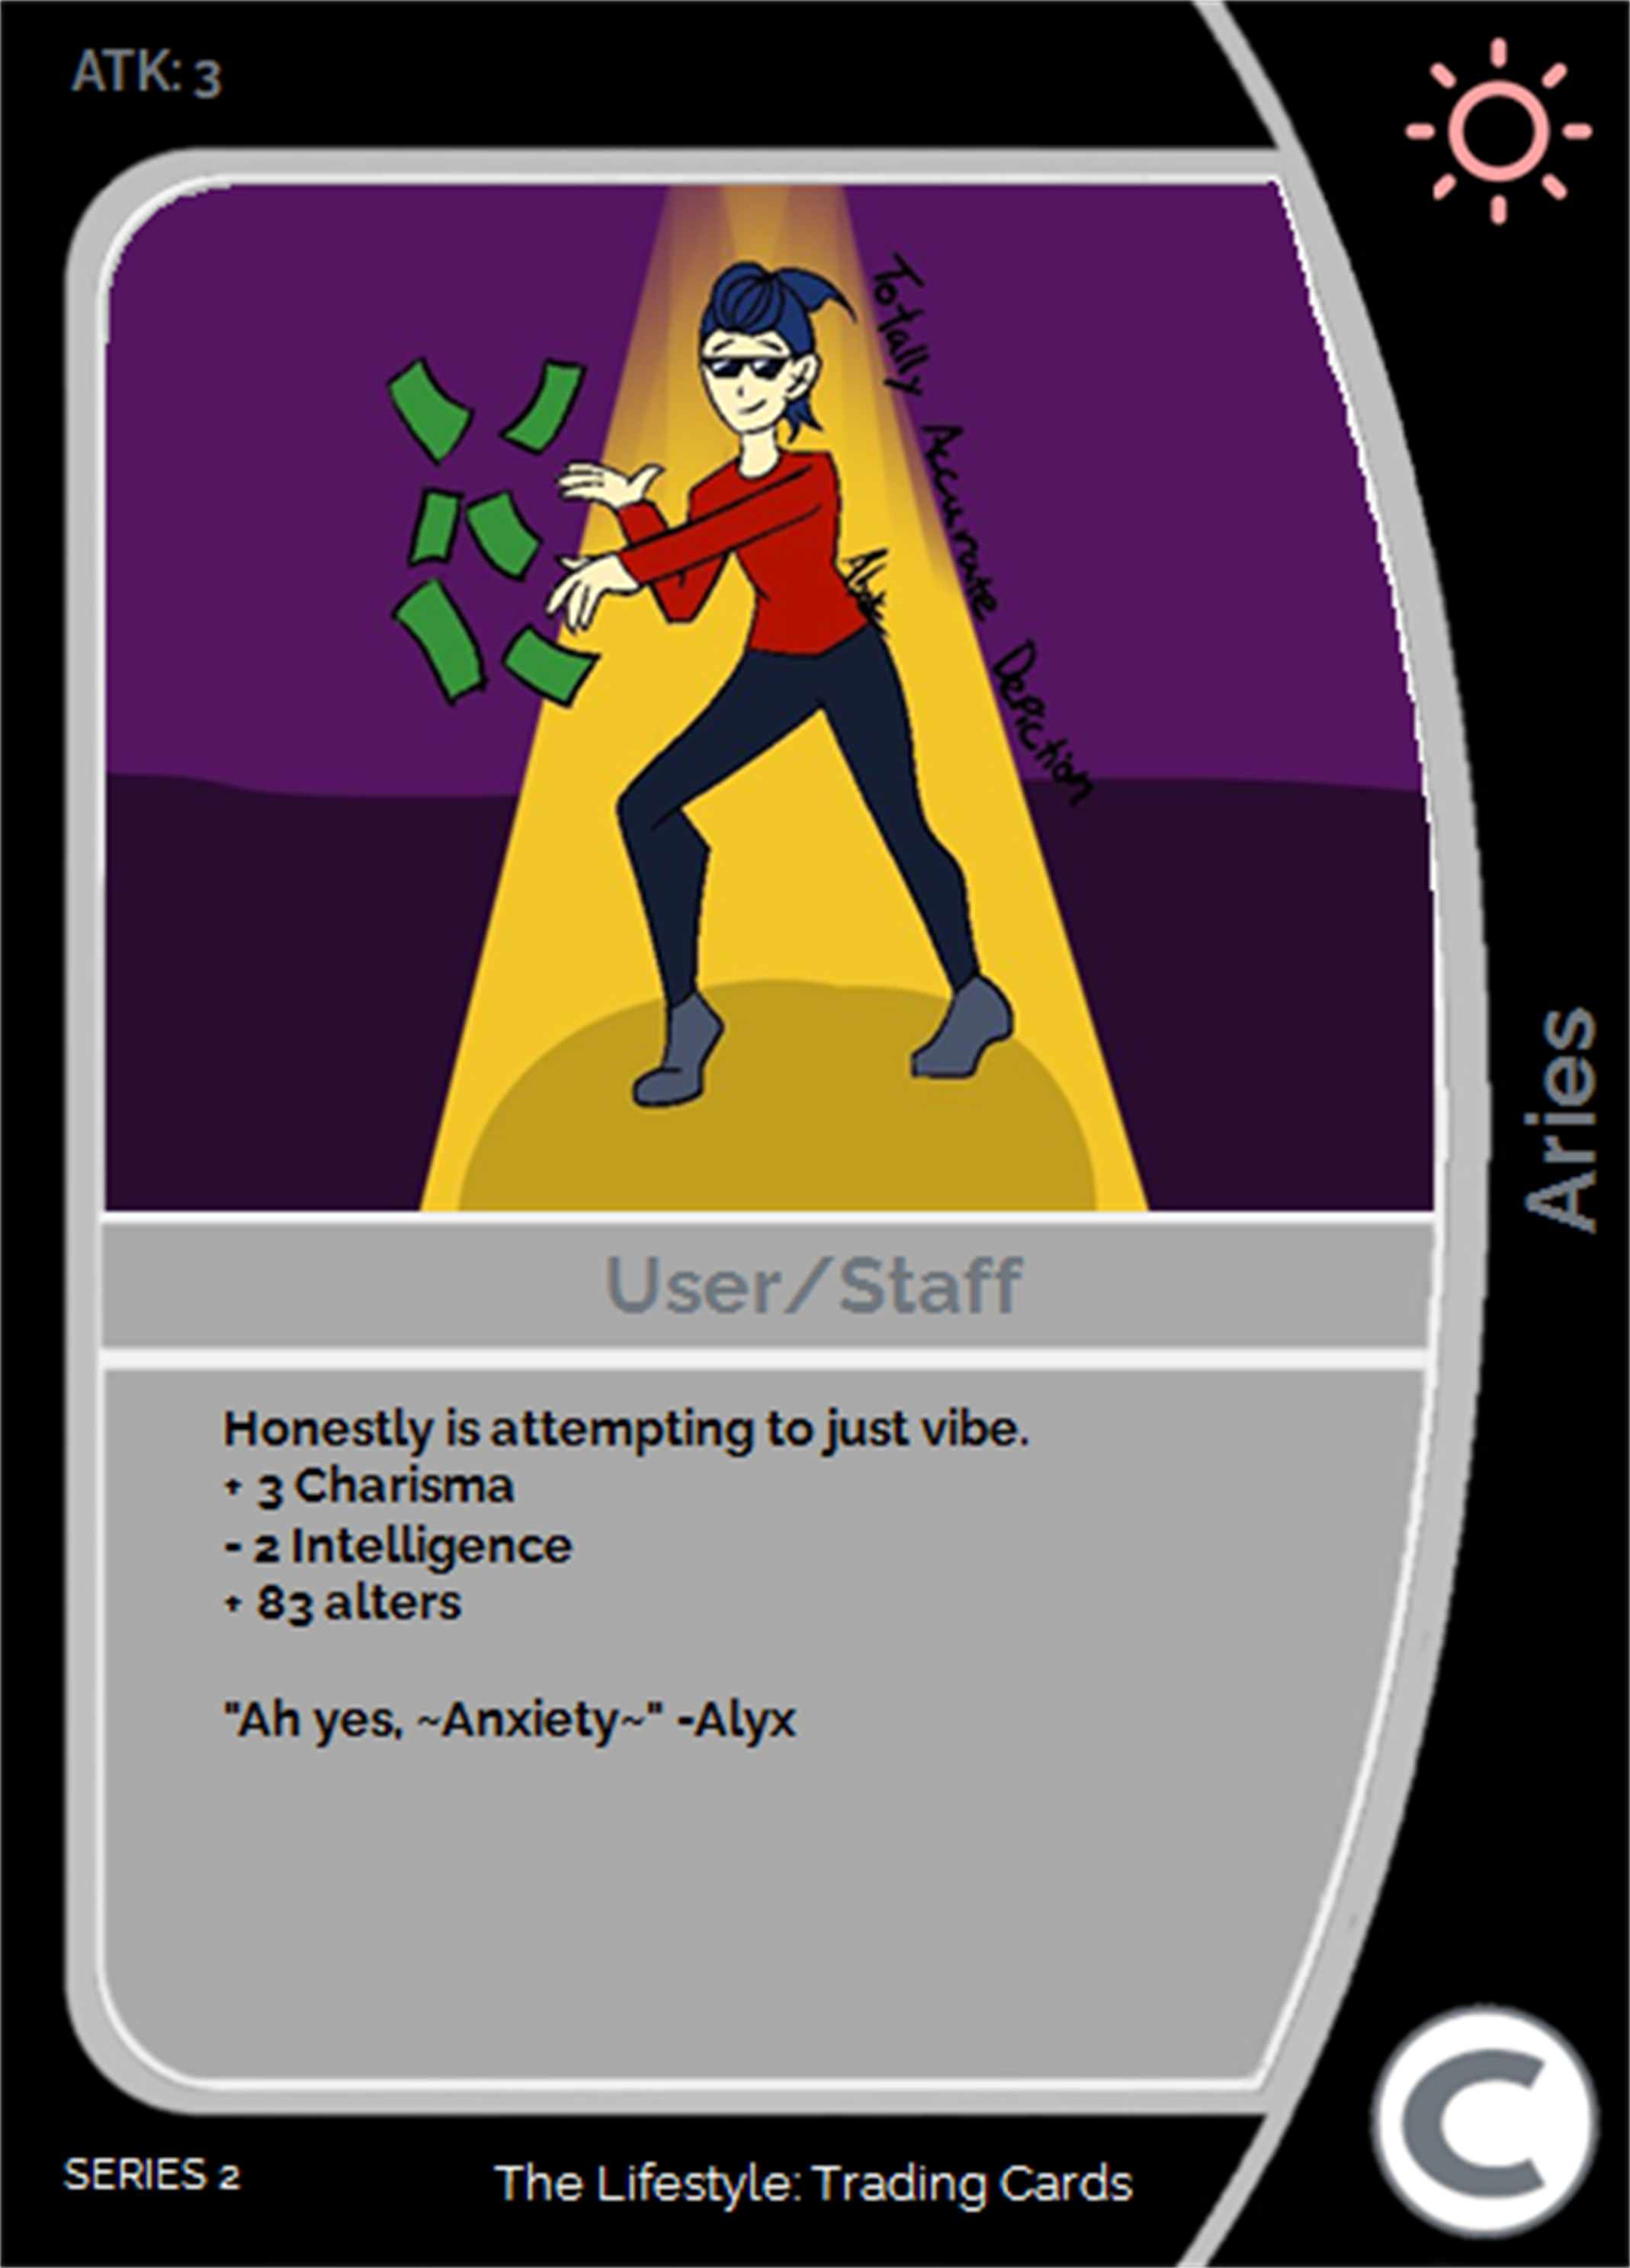 ATK: 3
Totally Accurate Depiction
Aries
User/Staff
Honestly is attempting to just vibe.
+ 3 Charisma
- 2 Intelligence
+ 83 alters
"Ah yes, ~Anxiety~" -Alyx
SERIES 2
The Lifestyle: Trading Cards
C